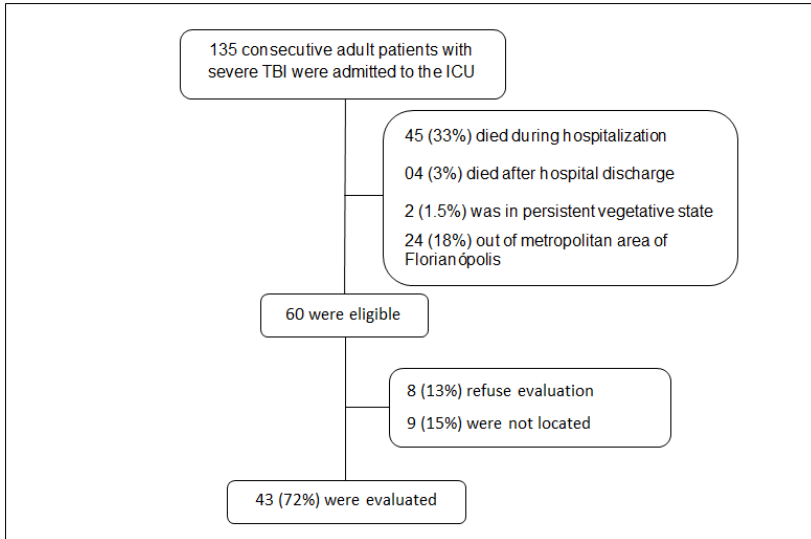 135 consecutive adult patients with
severe TBI were admitted to the ICU
45 (33%) died during hospitalization
04 (3%) died after hospital discharge
2 (1.5%) was in persistent vegetative state
24 (18%) out of metropolitan area of
Florianópolis
60 were eligible
8 (13%) refuse evaluation
9 (15%) were not located
43 (72%) were evaluated